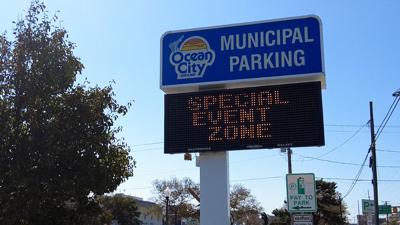 Ocean
City
MUNICIPAL
PARKING
SPECIAL
EVENT
ZONE
PAY TO
PARK
P